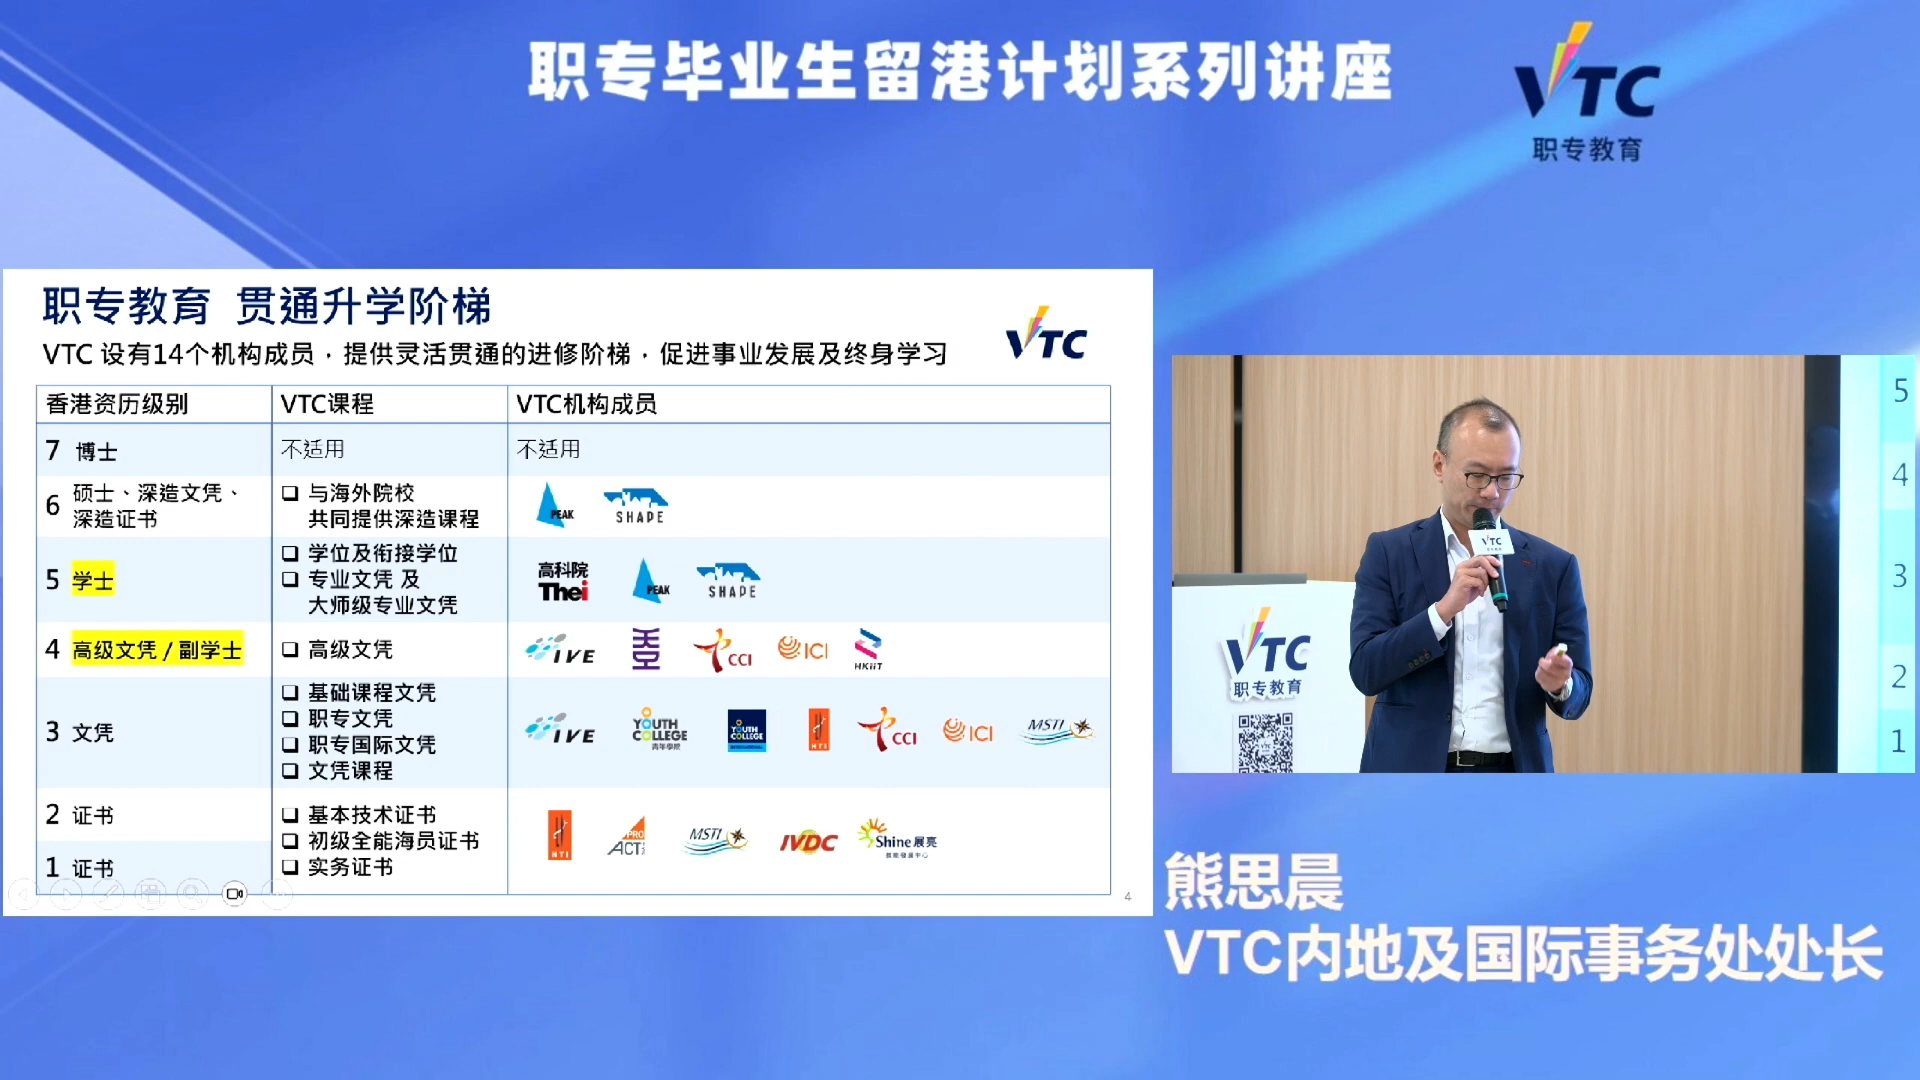 职专毕业生留港计划系列讲座
VTC
职专教育
职专教育 贯通升学阶梯
VTC
VTC 设有14个机构成员，提供灵活贯通的进修阶梯，促进事业发展及终身学习
香港资历级别 VTC课程 VTC机构成员
7 博士 不适用 不适用
6 硕士、深造文凭、深造证书
❑ 与海外院校
共同提供深造课程
PEAK SHAPE
5 学士
❑ 学位及衔接学位
❑ 专业文凭 及
大师级专业文凭
高科院
THEi PEAK SHAPE
4 高级文凭 / 副学士
❑ 高级文凭
IVE HKDI CCI ICI HKIIT
3 文凭
❑ 基础课程文凭
❑ 职专文凭
❑ 职专国际文凭
❑ 文凭课程
IVE YOUTH COLLEGE 青年學院 YOUTH COLLEGE HTI CCI ICI MSTI
2 证书
1 证书
❑ 基本技术证书
❑ 初级全能海员证书
❑ 实务证书
HTI PRO ACT MSTI IVDC Shine 展亮
4
5
4
3
2
1
VTC
VTC
职专教育
熊思晨
VTC内地及国际事务处处长